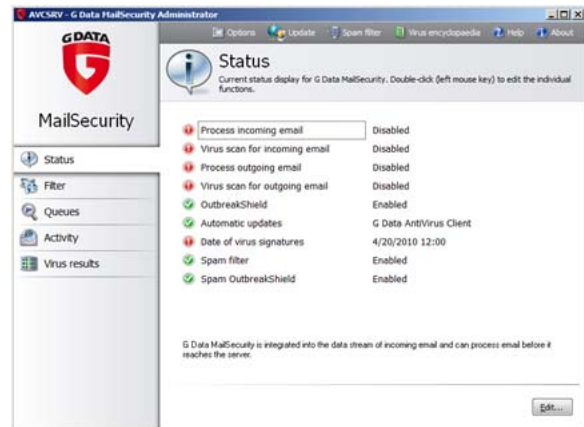 AVCSRV - G Data MailSecurity Administrator
Options Update Spam filter Virus encyclopaedia Help About
G DATA
MailSecurity
Status
Current status display for G Data MailSecurity. Double-click (left mouse key) to edit the individual
functions.
Status
Filter
Queues
Activity
Virus results
Process incoming email Disabled
Virus scan for incoming email Disabled
Process outgoing email Disabled
Virus scan for outgoing email Disabled
OutbreakShield Enabled
Automatic updates G Data AntiVirus Client
Date of virus signatures 4/20/2010 12:00
Spam filter Enabled
Spam OutbreakShield Enabled
G Data MailSecurity is integrated into the data stream of incoming email and can process email before it
reaches the server.
Edit...